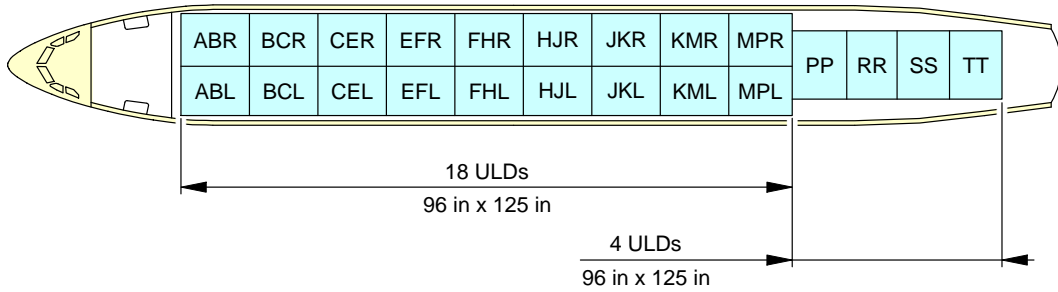 ABR BCR CER EFR FHR HJR JKR KMR MPR
PP RR SS TT
ABL BCL CEL EFL FHL HJL JKL KML MPL
18 ULDs
96 in x 125 in
4 ULDs
96 in x 125 in